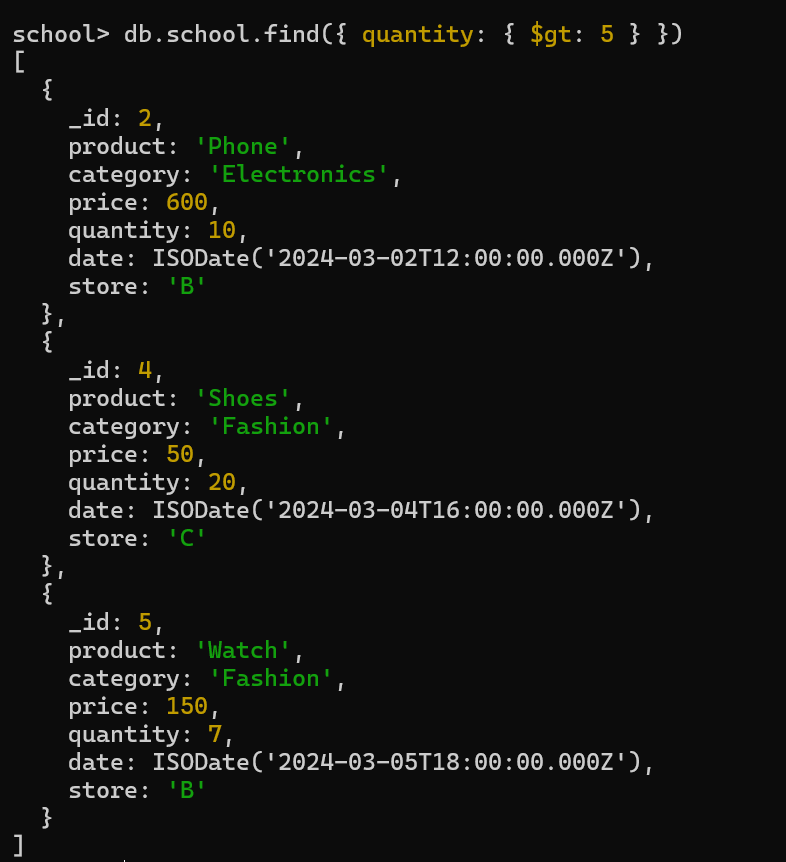 school> db.school.find({ quantity: { $gt: 5 } })
[
  {
    _id: 2,
    product: 'Phone',
    category: 'Electronics',
    price: 600,
    quantity: 10,
    date: ISODate('2024-03-02T12:00:00.000Z'),
    store: 'B'
  },
  {
    _id: 4,
    product: 'Shoes',
    category: 'Fashion',
    price: 50,
    quantity: 20,
    date: ISODate('2024-03-04T16:00:00.000Z'),
    store: 'C'
  },
  {
    _id: 5,
    product: 'Watch',
    category: 'Fashion',
    price: 150,
    quantity: 7,
    date: ISODate('2024-03-05T18:00:00.000Z'),
    store: 'B'
  }
]